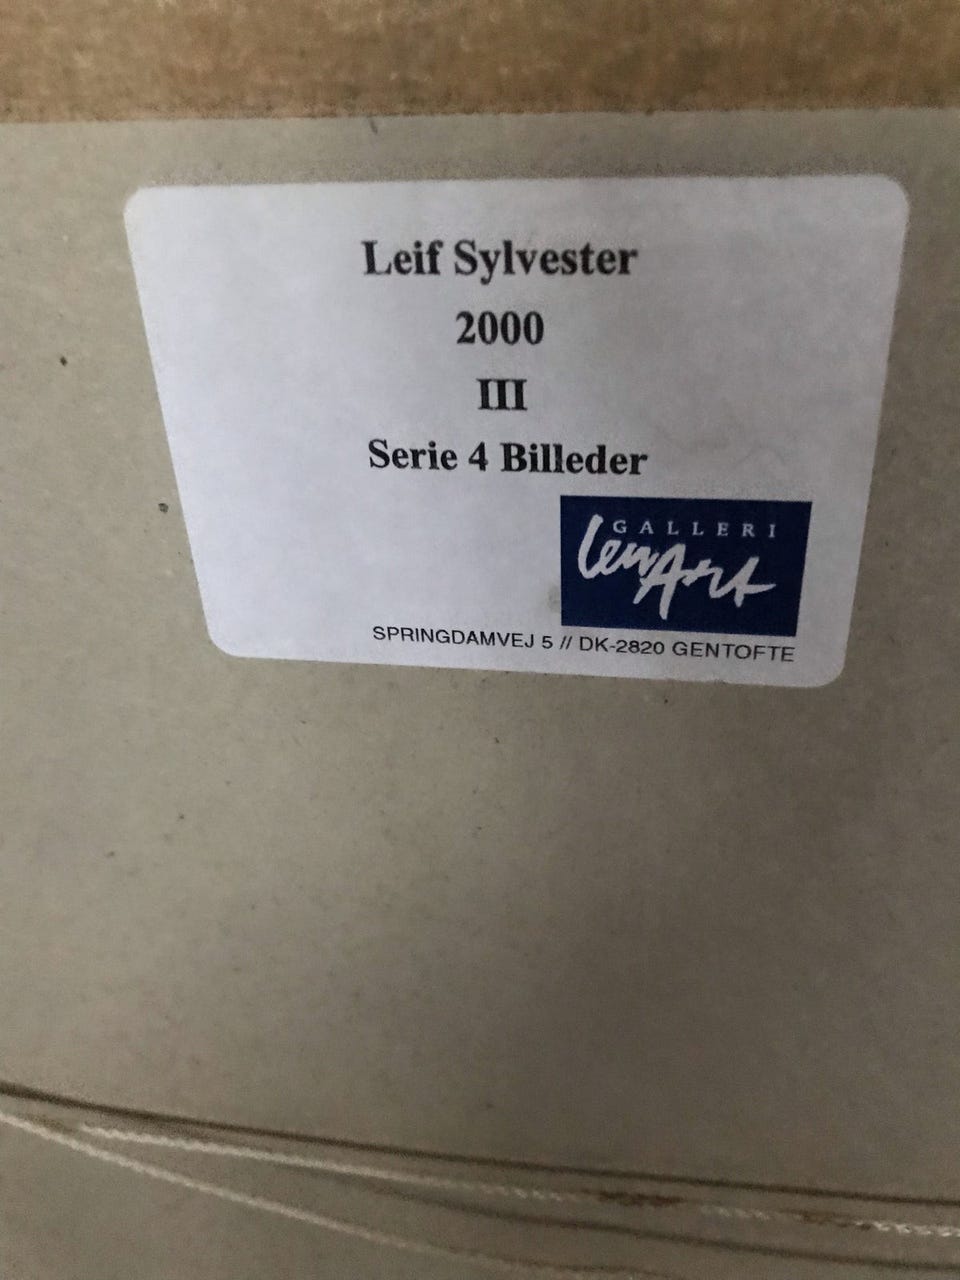 Leif Sylvester
2000
III
Serie 4 Billeder
GALLERI
LenArt
SPRINGDAMVEJ 5 // DK-2820 GENTOFTE